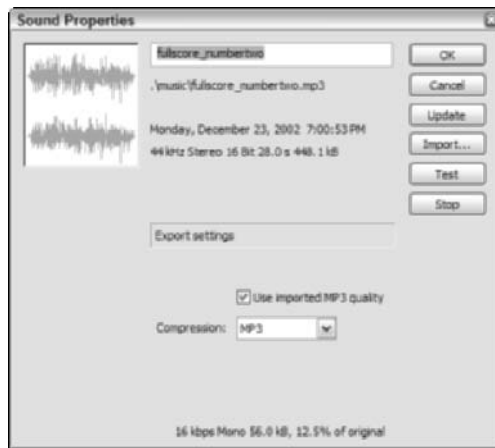 Sound Properties
fullscore_numbertwo
OK
.\music\fullscore_numbertwo.mp3
Cancel
Update
Monday, December 23, 2002 7:00:53 PM
Import...
44 kHz Stereo 16 Bit 28.0 s 448.1 kB
Test
Stop
Export settings
Use imported MP3 quality
Compression: MP3
16 kbps Mono 56.0 kB, 12.5% of original